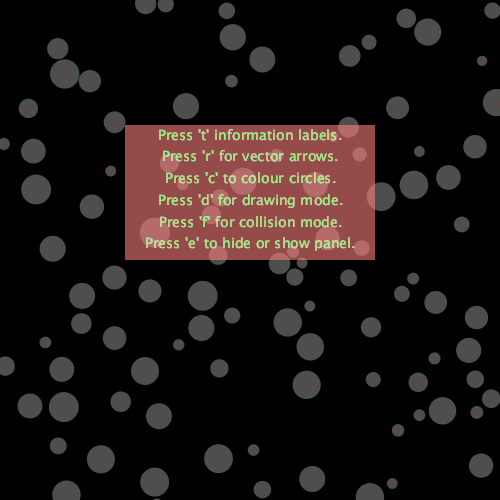 Press 't' information labels.
Press 'r' for vector arrows.
Press 'c' to colour circles.
Press 'd' for drawing mode.
Press 'f' for collision mode.
Press 'e' to hide or show panel.